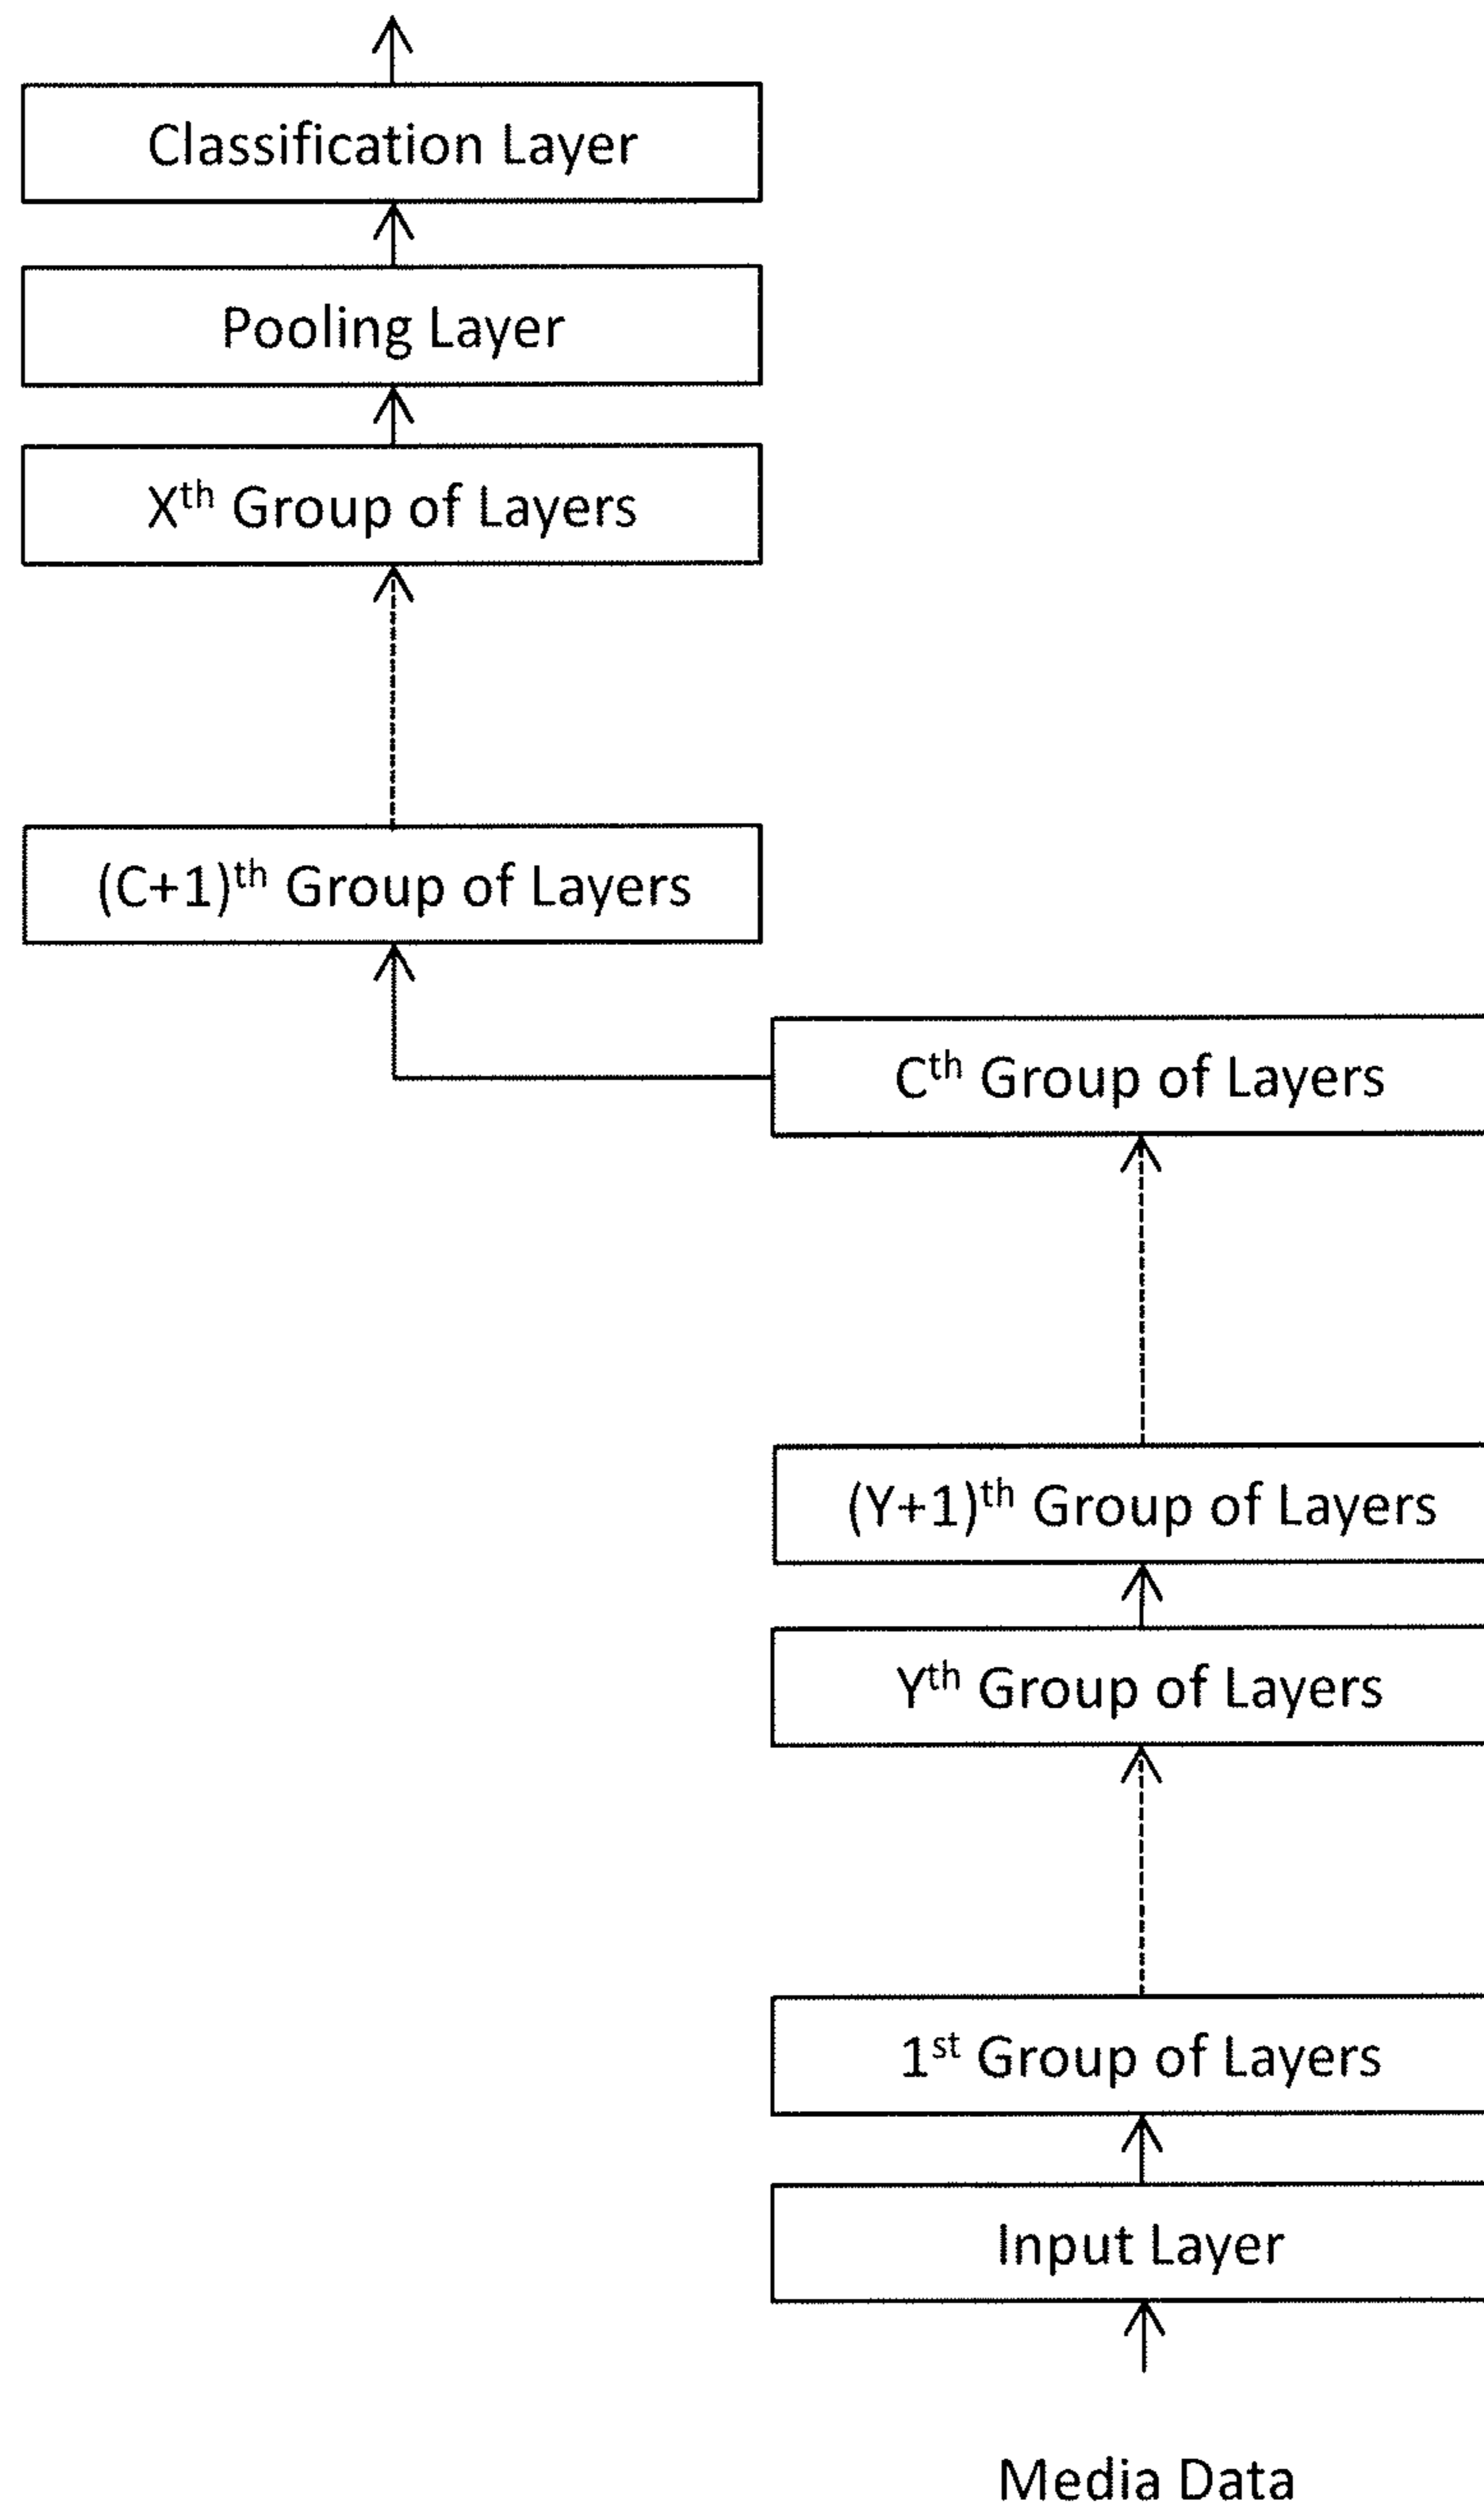 Classification Layer
Pooling Layer
Xth Group of Layers
(C+1)th Group of Layers
Cth Group of Layers
(Y+1)th Group of Layers
Yth Group of Layers
1st Group of Layers
Input Layer
Media Data